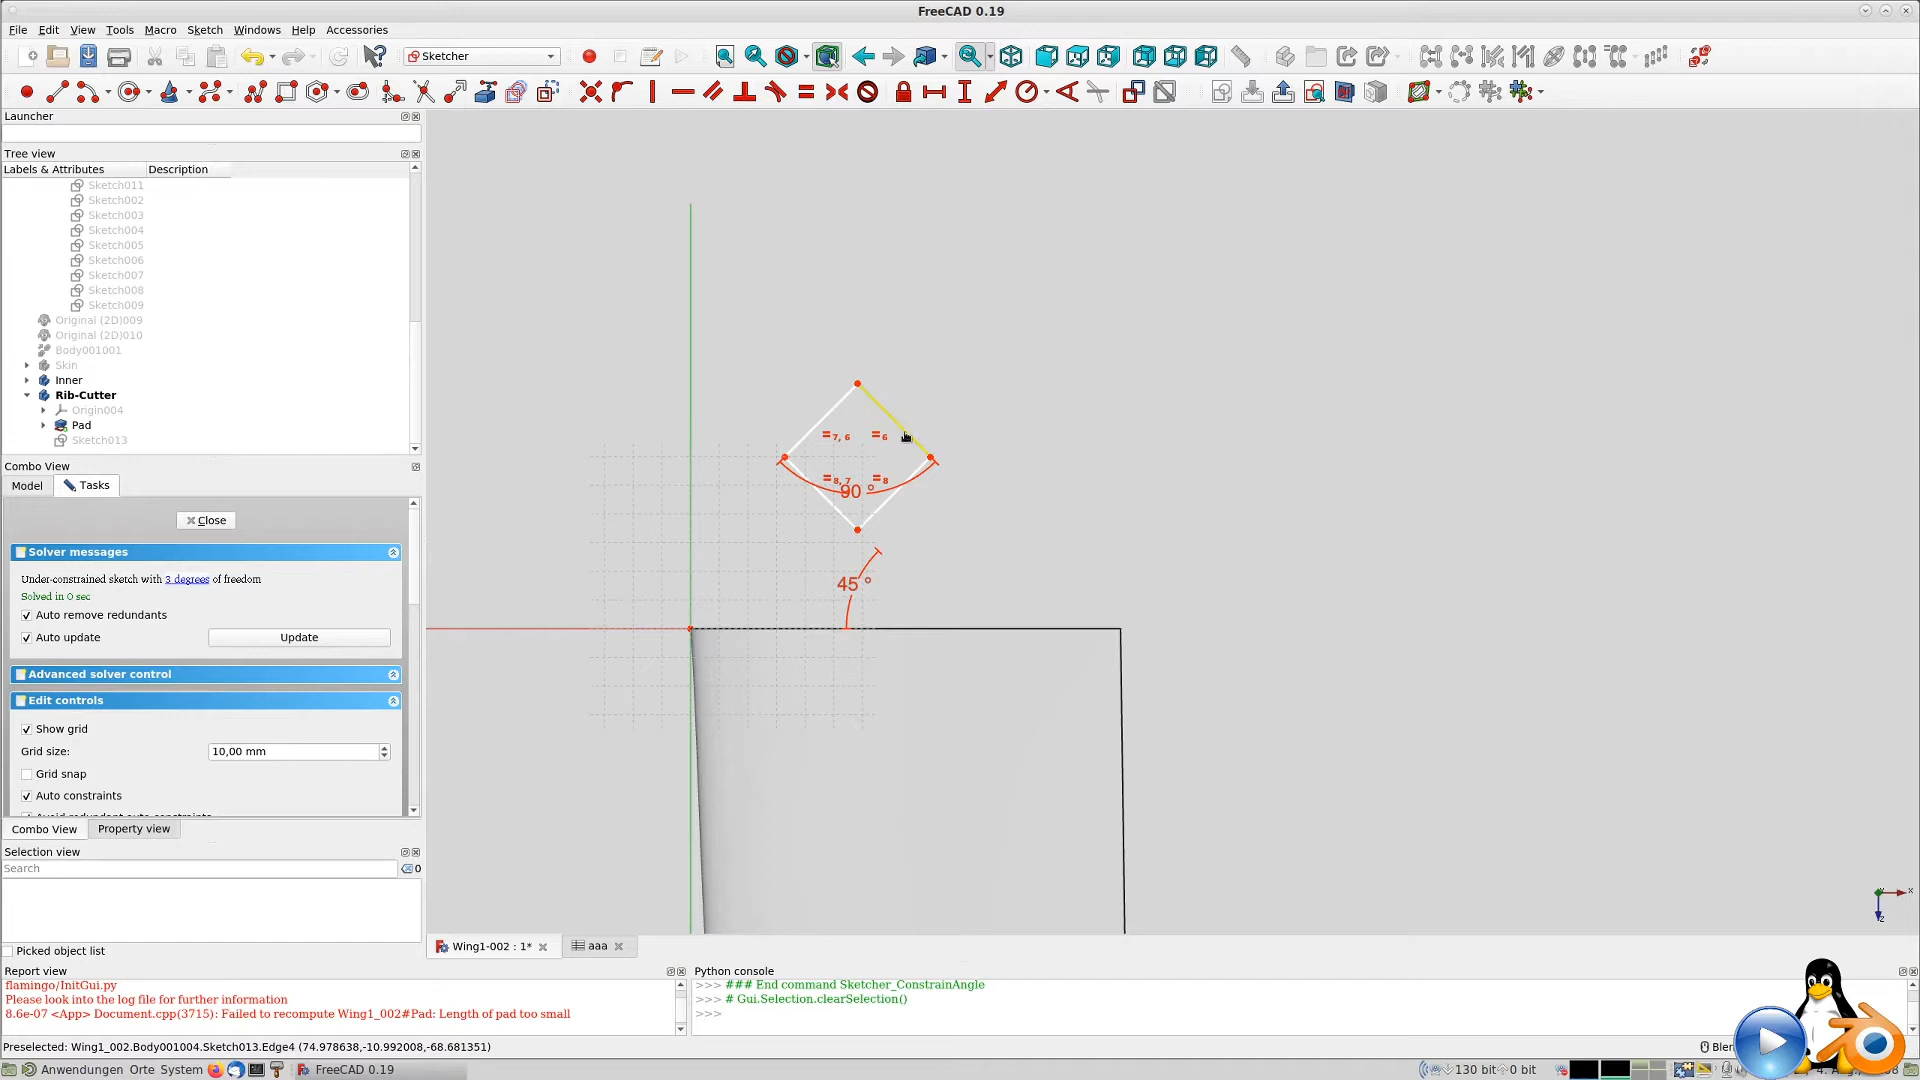 FreeCAD 0.19
File Edit View Tools Macro Sketch Windows Help Accessories
Sketcher
Launcher
Tree view
Labels & Attributes Description
Sketch011
Sketch002
Sketch003
Sketch004
Sketch005
Sketch006
Sketch007
Sketch008
Sketch009
Original (2D)009
Original (2D)010
Body001001
Skin
Inner
Rib-Cutter
Origin004
Pad
Sketch013
Combo View
Model Tasks
Close
Solver messages
Under-constrained sketch with 3 degrees of freedom
Solved in 0 sec
Auto remove redundants
Auto update Update
Advanced solver control
Edit controls
Show grid
Grid size: 10,00 mm
Grid snap
Auto constraints
Combo View Property view
Selection view
Search 0
Picked object list
=7, 6 =6
=8, 7 =8
90 °
45 °
Wing1-002 : 1* aaa
Report view
flamingo/InitGui.py
Please look into the log file for further information
8.6e-07 <App> Document.cpp(3715): Failed to recompute Wing1_002#Pad: Length of pad too small
Python console
>>> ### End command Sketcher_ConstrainAngle
>>> # Gui.Selection.clearSelection()
>>>
x
z
Preselected: Wing1_002.Body001004.Sketch013.Edge4 (74.978638,-10.992008,-68.681351)
Anwendungen Orte System FreeCAD 0.19 130 bit 0 bit